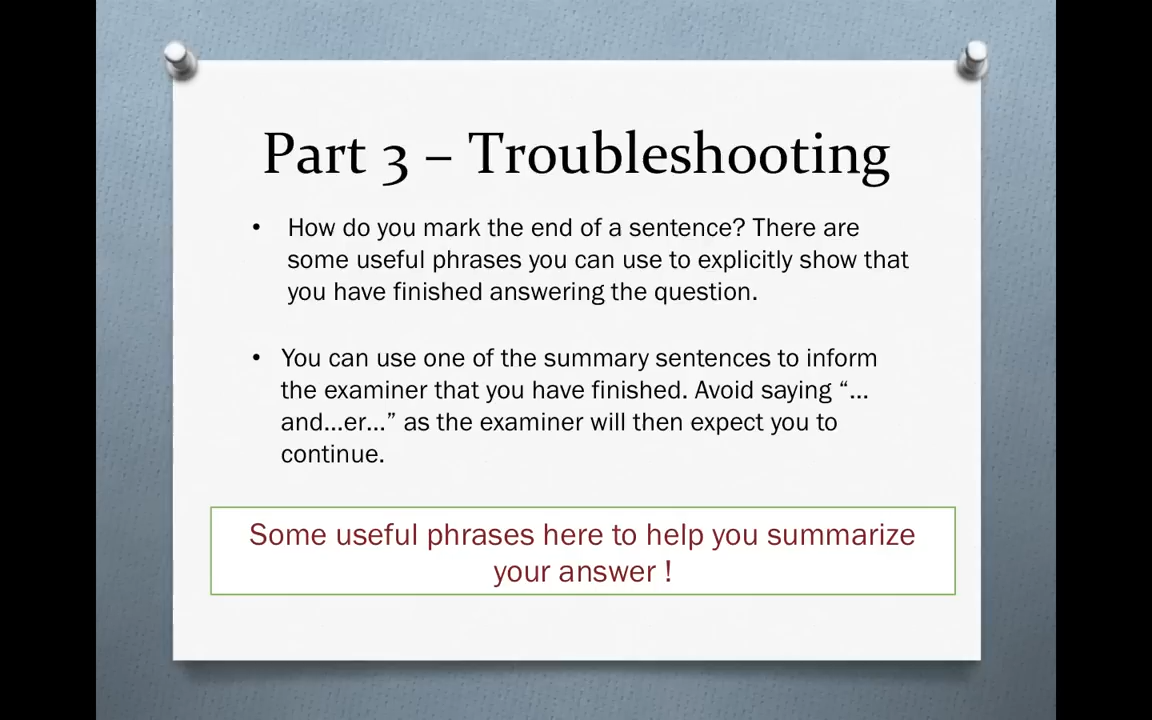 Part 3 – Troubleshooting
• How do you mark the end of a sentence? There are
some useful phrases you can use to explicitly show that
you have finished answering the question.
• You can use one of the summary sentences to inform
the examiner that you have finished. Avoid saying “...
and...er...” as the examiner will then expect you to
continue.
Some useful phrases here to help you summarize
your answer !